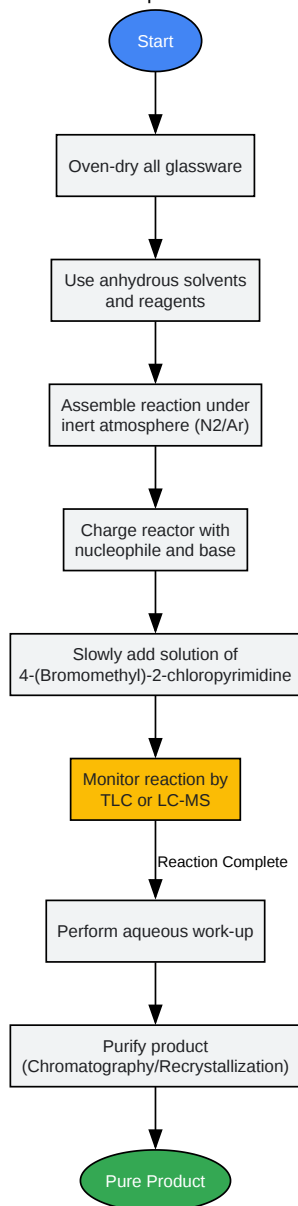 Start
Oven-dry all glassware
Use anhydrous solvents
and reagents
Assemble reaction under
inert atmosphere (N2/Ar)
Charge reactor with
nucleophile and base
Slowly add solution of
4-(Bromomethyl)-2-chloropyrimidine
Monitor reaction by
TLC or LC-MS
Reaction Complete
Perform aqueous work-up
Purify product
(Chromatography/Recrystallization)
Pure Product